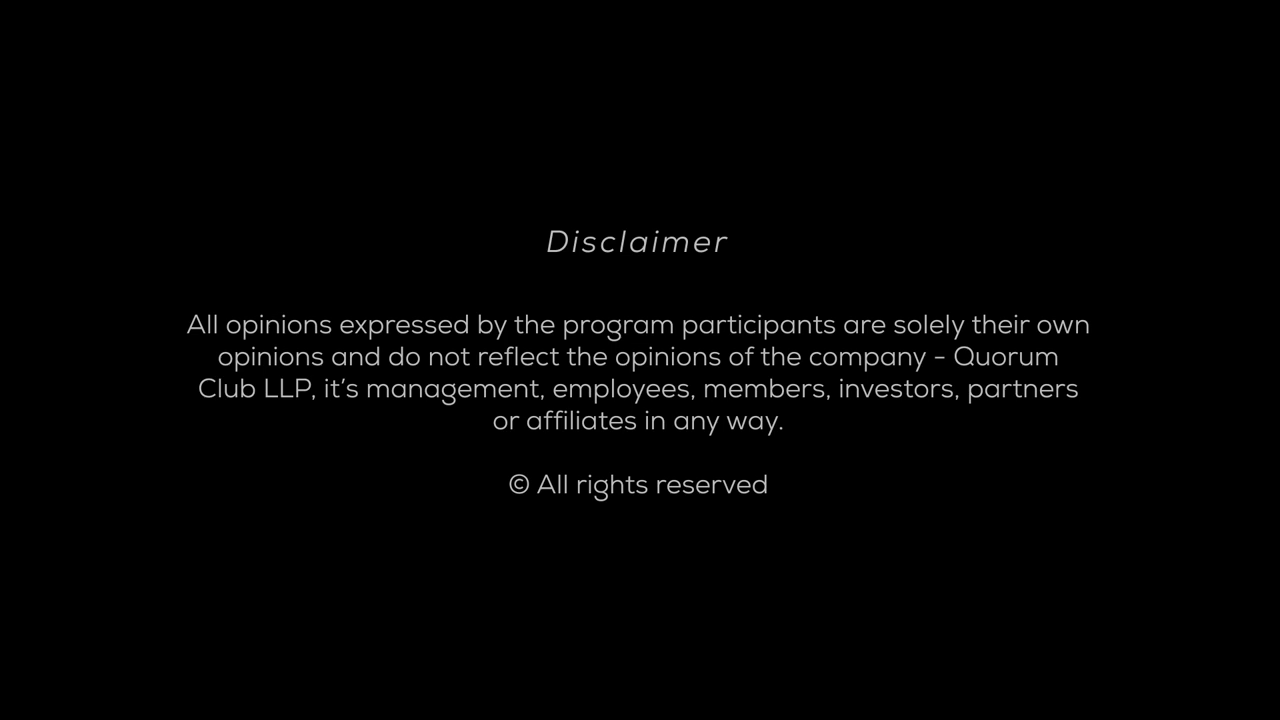 Disclaimer
All opinions expressed by the program participants are solely their own
opinions and do not reflect the opinions of the company - Quorum
Club LLP, it’s management, employees, members, investors, partners
or affiliates in any way.
© All rights reserved